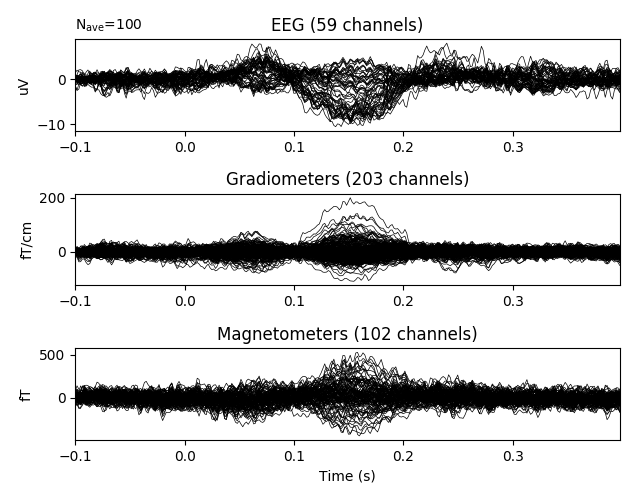 N_ave=100
EEG (59 channels)
uV
0
−10
−0.1 0.0 0.1 0.2 0.3
Gradiometers (203 channels)
fT/cm
200
0
−0.1 0.0 0.1 0.2 0.3
Magnetometers (102 channels)
fT
500
0
−0.1 0.0 0.1 0.2 0.3
Time (s)